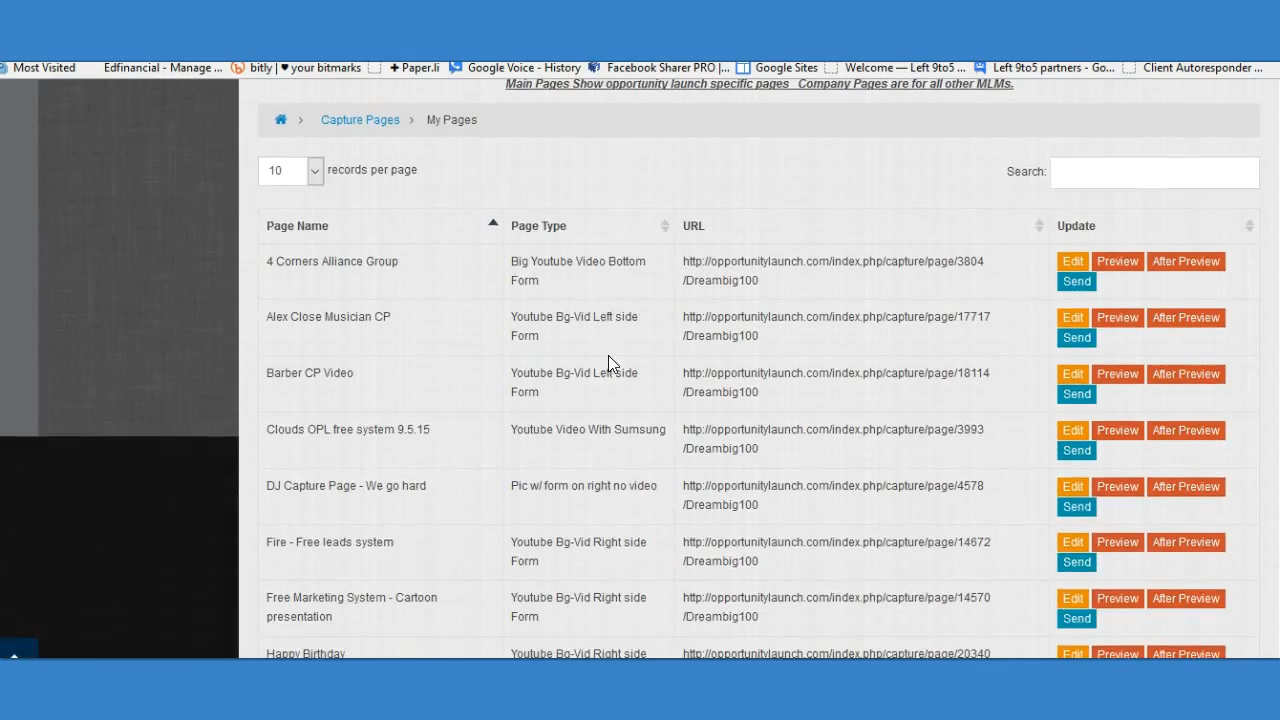 Most Visited Edfinancial - Manage ... bitly | ♥ your bitmarks + Paper.li Google Voice - History Facebook Sharer PRO |... Google Sites Welcome — Left 9to5 ... Left 9to5 partners - Go... Client Autoresponder ...
Main Pages Show opportunity launch specific pages Company Pages are for all other MLMs.
Capture Pages > My Pages
10 records per page Search:
Page Name Page Type URL Update
4 Corners Alliance Group Big Youtube Video Bottom http://opportunitylaunch.com/index.php/capture/page/3804 Edit Preview After Preview
Form /Dreambig100 Send
Alex Close Musician CP Youtube Bg-Vid Left side http://opportunitylaunch.com/index.php/capture/page/17717 Edit Preview After Preview
Form /Dreambig100 Send
Barber CP Video Youtube Bg-Vid Left side http://opportunitylaunch.com/index.php/capture/page/18114 Edit Preview After Preview
Form /Dreambig100 Send
Clouds OPL free system 9.5.15 Youtube Video With Sumsung http://opportunitylaunch.com/index.php/capture/page/3993 Edit Preview After Preview
/Dreambig100 Send
DJ Capture Page - We go hard Pic w/ form on right no video http://opportunitylaunch.com/index.php/capture/page/4578 Edit Preview After Preview
/Dreambig100 Send
Fire - Free leads system Youtube Bg-Vid Right side http://opportunitylaunch.com/index.php/capture/page/14672 Edit Preview After Preview
Form /Dreambig100 Send
Free Marketing System - Cartoon Youtube Bg-Vid Right side http://opportunitylaunch.com/index.php/capture/page/14570 Edit Preview After Preview
presentation Form /Dreambig100 Send
Happy Birthday Youtube Bg-Vid Right side http://opportunitylaunch.com/index.php/capture/page/20340 Edit Preview After Preview